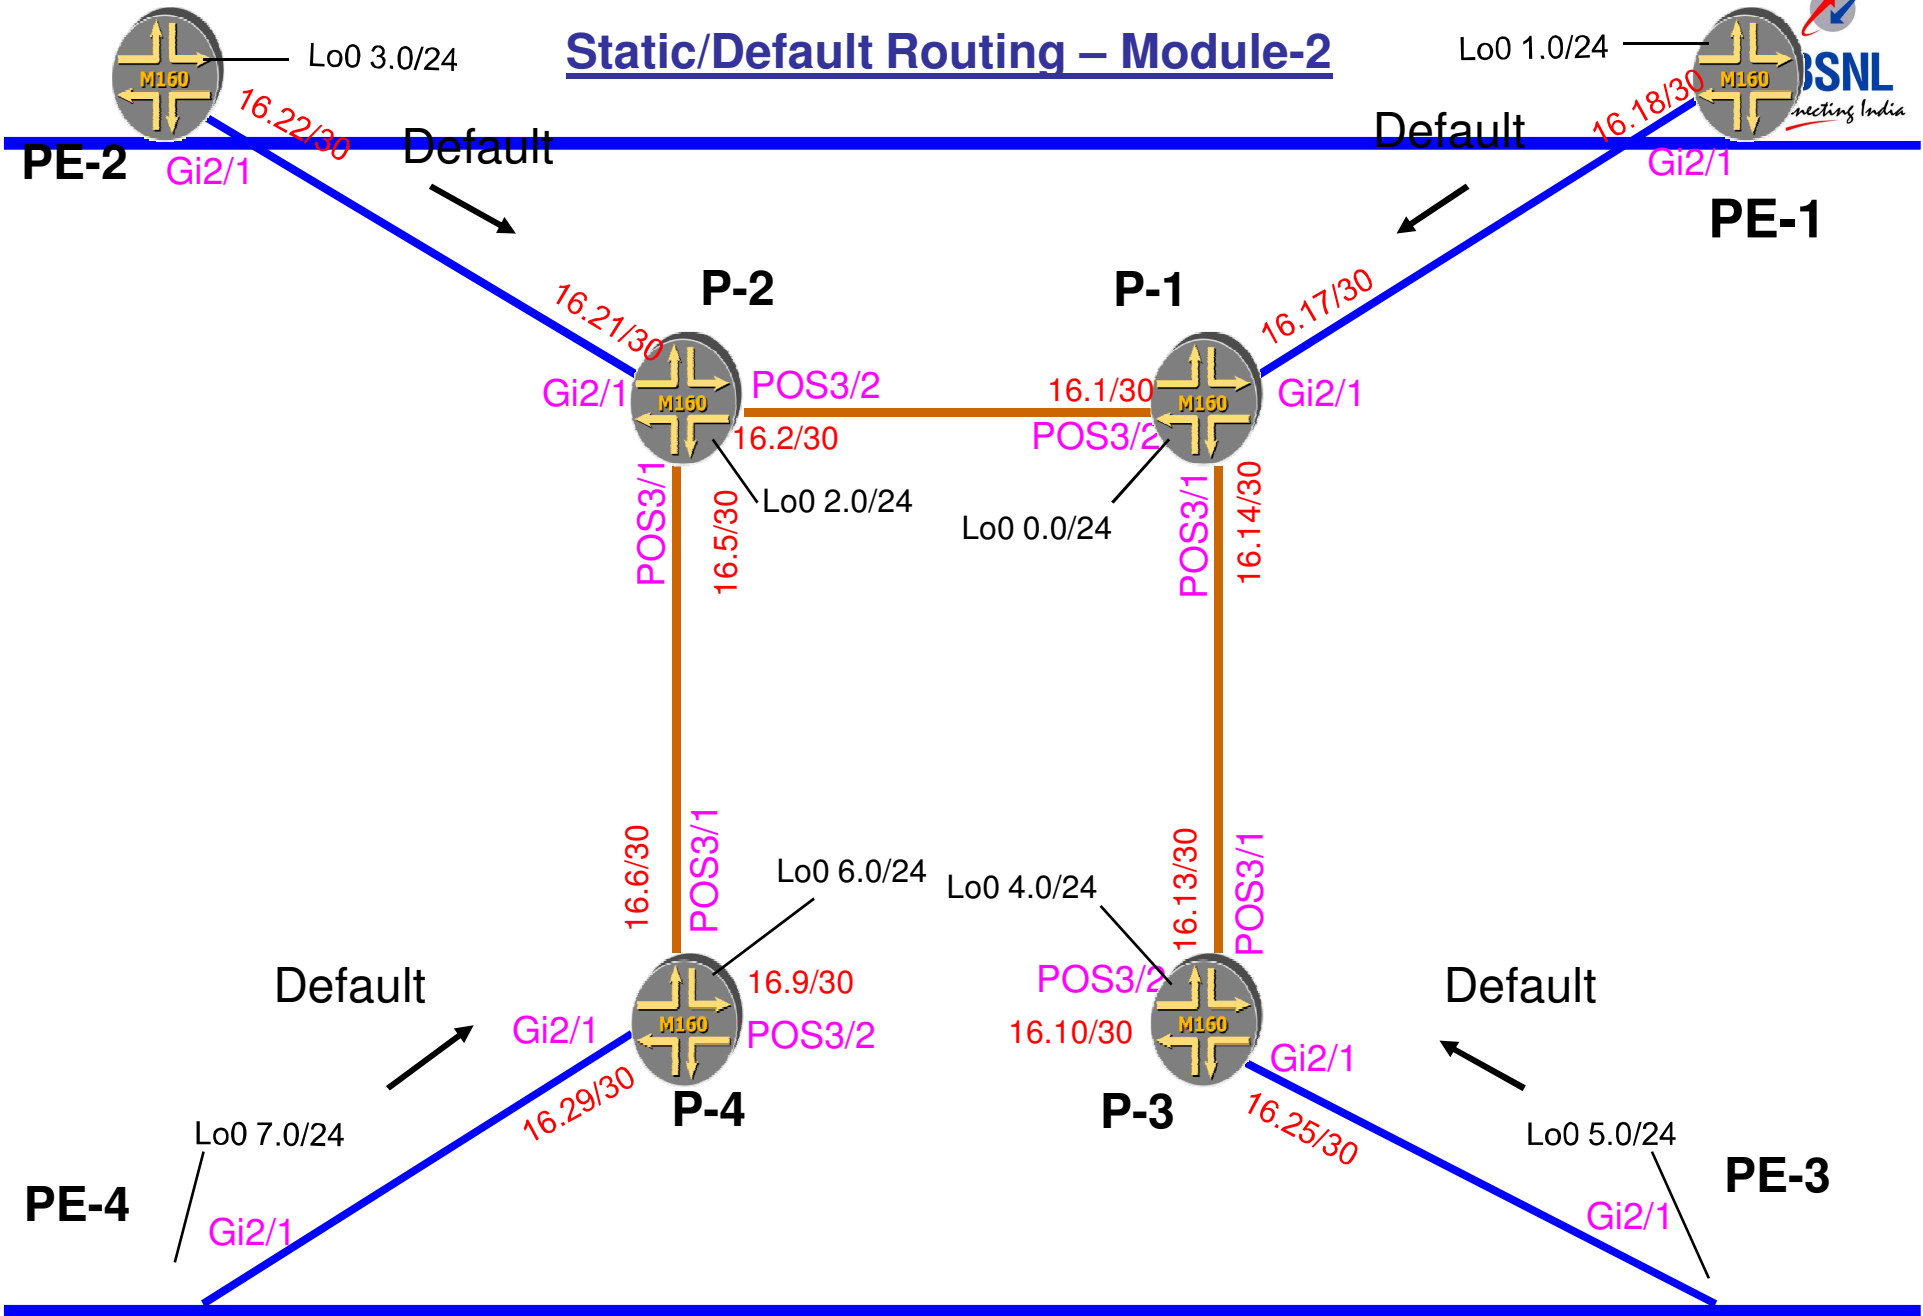 Static/Default Routing – Module-2
Lo0 3.0/24
Lo0 1.0/24
M160
M160
BSNL
necting India
16.22/30
16.18/30
Default
Default
PE-2
Gi2/1
Gi2/1
PE-1
P-2
P-1
16.21/30
16.17/30
Gi2/1
M160
POS3/2
16.1/30
M160
Gi2/1
16.2/30
POS3/2
POS3/1
16.5/30
Lo0 2.0/24
Lo0 0.0/24
POS3/1
16.14/30
16.6/30
POS3/1
Lo0 6.0/24
Lo0 4.0/24
16.13/30
POS3/1
Default
16.9/30
POS3/2
Default
Gi2/1
M160
POS3/2
16.10/30
M160
Gi2/1
16.29/30
P-4
P-3
16.25/30
Lo0 7.0/24
Lo0 5.0/24
PE-4
PE-3
Gi2/1
Gi2/1